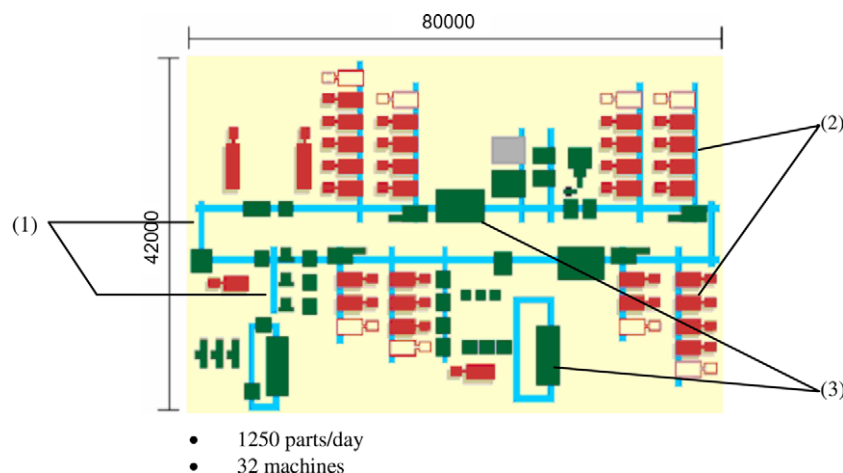 80000
42000
(1)
(2)
(3)
• 1250 parts/day
• 32 machines